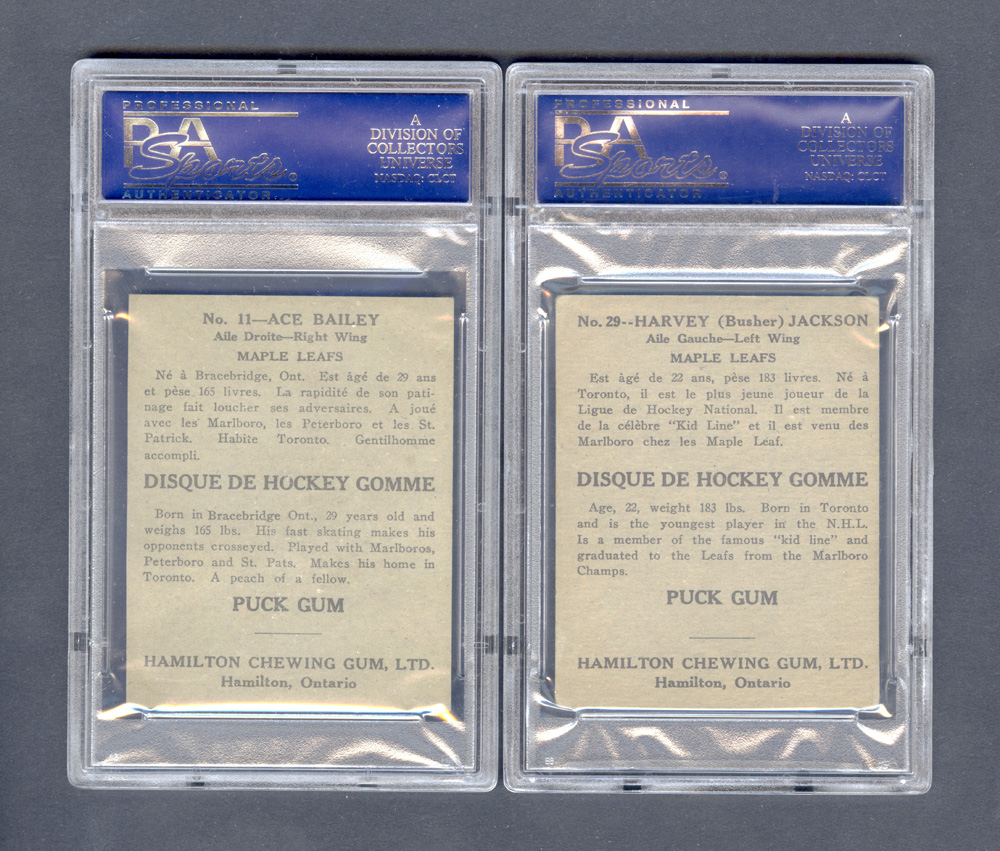 PROFESSIONAL
PSA
Sports
AUTHENTICATOR
A
DIVISION OF
COLLECTORS
UNIVERSE
NASDAQ: CLCT
No. 11—ACE BAILEY
Aile Droite—Right Wing
MAPLE LEAFS
Né à Bracebridge, Ont. Est âgé de 29 ans
et pèse 165 livres. La rapidité de son pati-
nage fait loucher ses adversaires. A joué
avec les Marlboro, les Peterboro et les St.
Patrick. Habite Toronto. Gentilhomme
accompli.
DISQUE DE HOCKEY GOMME
Born in Bracebridge Ont., 29 years old and
weighs 165 lbs. His fast skating makes his
opponents crosseyed. Played with Marlboros,
Peterboro and St. Pats. Makes his home in
Toronto. A peach of a fellow.
PUCK GUM
HAMILTON CHEWING GUM, LTD.
Hamilton, Ontario
PROFESSIONAL
PSA
Sports
AUTHENTICATOR
A
DIVISION OF
COLLECTORS
UNIVERSE
NASDAQ: CLCT
No. 29--HARVEY (Busher) JACKSON
Aile Gauche—Left Wing
MAPLE LEAFS
Est âgé de 22 ans, pèse 183 livres. Né à
Toronto, il est le plus jeune joueur de la
Ligue de Hockey National. Il est membre
de la célèbre "Kid Line" et il est venu des
Marlboro chez les Maple Leaf.
DISQUE DE HOCKEY GOMME
Age, 22, weight 183 lbs. Born in Toronto
and is the youngest player in the N.H.L.
Is a member of the famous "kid line" and
graduated to the Leafs from the Marlboro
Champs.
PUCK GUM
HAMILTON CHEWING GUM, LTD.
Hamilton, Ontario